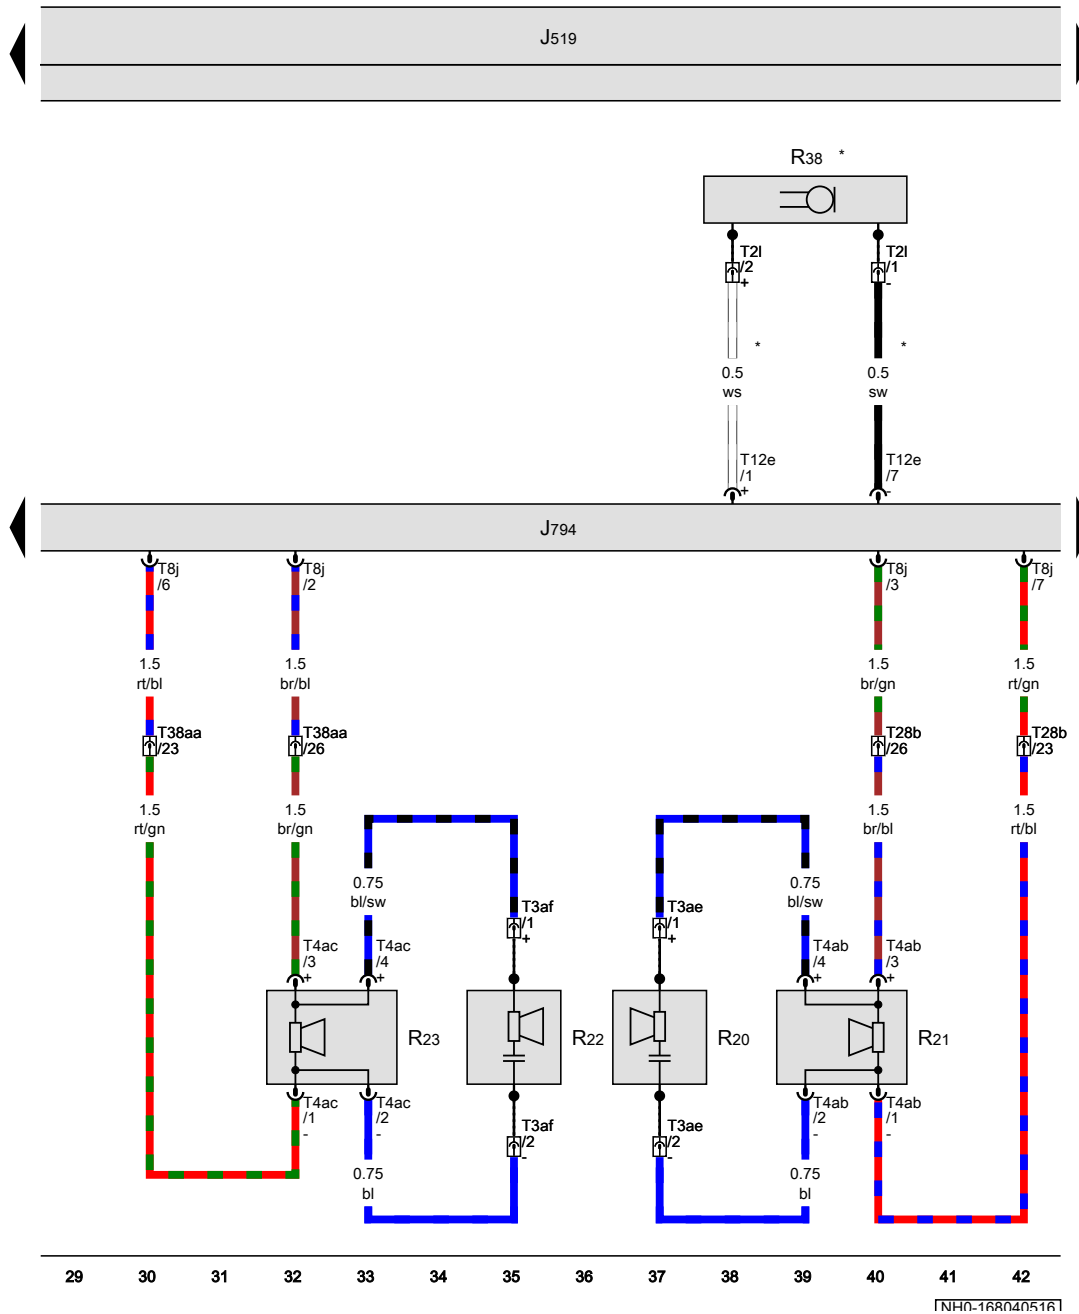 J519
R38 *
T2l
/2
+
T2l
/1
-
*
*
0.5
ws
0.5
sw
T12e
/1
+
T12e
/7
-
J794
T8j
/6
T8j
/2
T8j
/3
T8j
/7
1.5
rt/bl
1.5
br/bl
1.5
br/gn
1.5
rt/gn
T38aa
/23
T38aa
/26
T28b
/26
T28b
/23
1.5
rt/gn
1.5
br/gn
1.5
br/bl
1.5
rt/bl
0.75
bl/sw
0.75
bl/sw
T3af
/1
+
T3ae
/1
+
T4ac
/3
+
T4ac
/4
+
T4ab
/4
+
T4ab
/3
+
R23
R22
R20
R21
T4ac
/1
-
T4ac
/2
-
T3af
/2
-
T3ae
/2
-
T4ab
/2
-
T4ab
/1
-
0.75
bl
0.75
bl
29 30 31 32 33 34 35 36 37 38 39 40 41 42
NH0-168040516